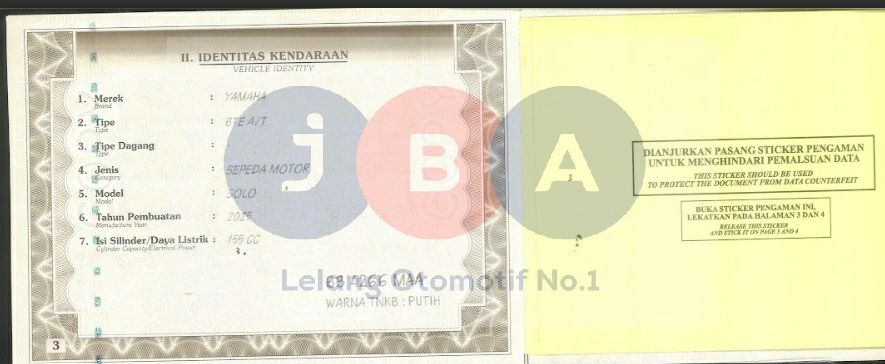 II. IDENTITAS KENDARAAN
VEHICLE IDENTITY
1. Merek : YAMAHA
Brand
2. Tipe : BTE A/T
Type
3. Tipe Dagang : -
Type
4. Jenis : SEPEDA MOTOR
Category
5. Model : SOLO
Model
6. Tahun Pembuatan : 2025
Manufacture Year
7. Isi Silinder/Daya Listrik : 155 CC
Cylinder Capacity/Electrical Power
MAA
WARNA TNKB : PUTIH
3
JBA
Lelang Otomotif No.1
DIANJURKAN PASANG STICKER PENGAMAN
UNTUK MENGHINDARI PEMALSUAN DATA
THIS STICKER SHOULD BE USED
TO PROTECT THE DOCUMENT FROM DATA COUNTERFEIT
BUKA STICKER PENGAMAN INI,
LEKATKAN PADA HALAMAN 3 DAN 4
RELEASE THIS STICKER
AND STICK IT ON PAGE 3 AND 4